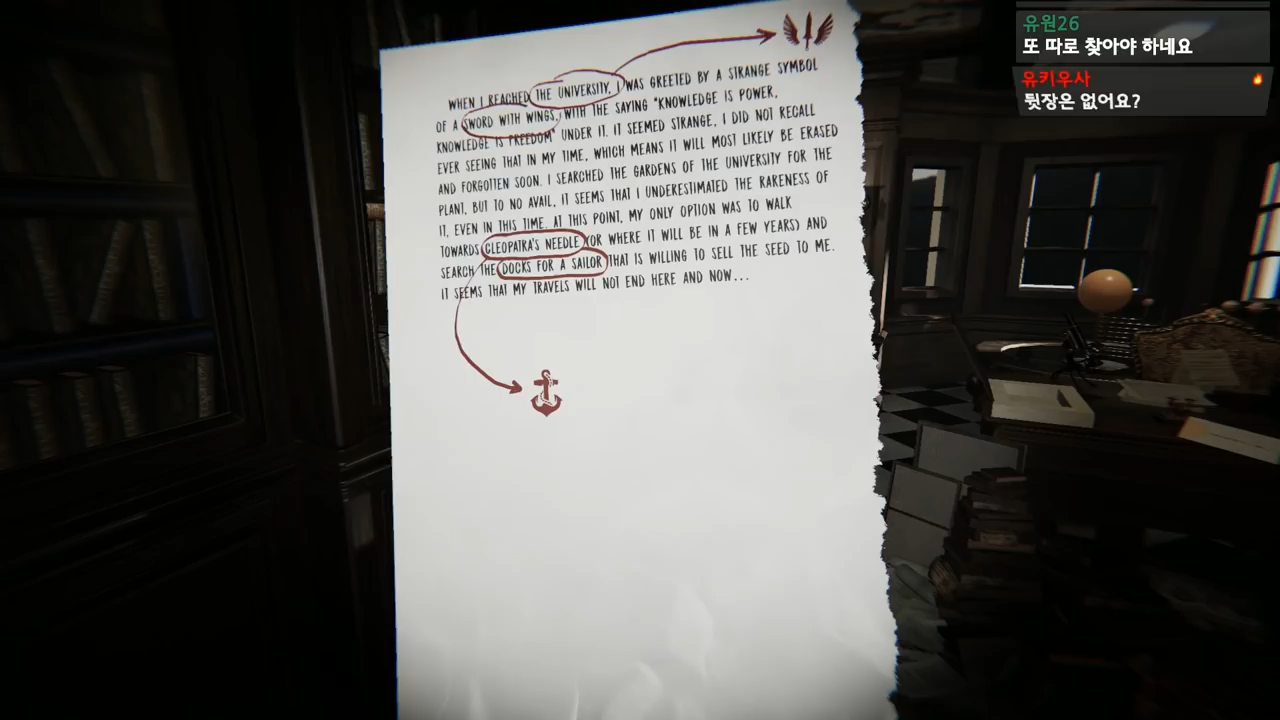 WHEN I REACHED THE UNIVERSITY, I WAS GREETED BY A STRANGE SYMBOL
OF A SWORD WITH WINGS, WITH THE SAYING "KNOWLEDGE IS POWER,
KNOWLEDGE IS FREEDOM" UNDER IT. IT SEEMED STRANGE, I DID NOT RECALL
EVER SEEING THAT IN MY TIME, WHICH MEANS IT WILL MOST LIKELY BE ERASED
AND FORGOTTEN SOON. I SEARCHED THE GARDENS OF THE UNIVERSITY FOR THE
PLANT, BUT TO NO AVAIL, IT SEEMS THAT I UNDERESTIMATED THE RARENESS OF
IT, EVEN IN THIS TIME. AT THIS POINT, MY ONLY OPTION WAS TO WALK
TOWARDS CLEOPATRA'S NEEDLE (OR WHERE IT WILL BE IN A FEW YEARS) AND
SEARCH THE DOCKS FOR A SAILOR THAT IS WILLING TO SELL THE SEED TO ME.
IT SEEMS THAT MY TRAVELS WILL NOT END HERE AND NOW...
유원26
또 따로 찾아야 하네요
유키우사
뒷장은 없어요?